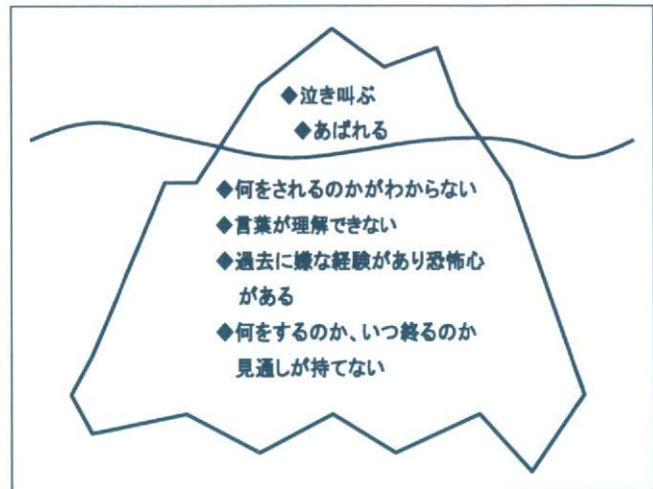 ◆泣き叫ぶ
◆あばれる
◆何をされるのかがわからない
◆言葉が理解できない
◆過去に嫌な経験があり恐怖心
がある
◆何をするのか、いつ終るのか
見通しが持てない